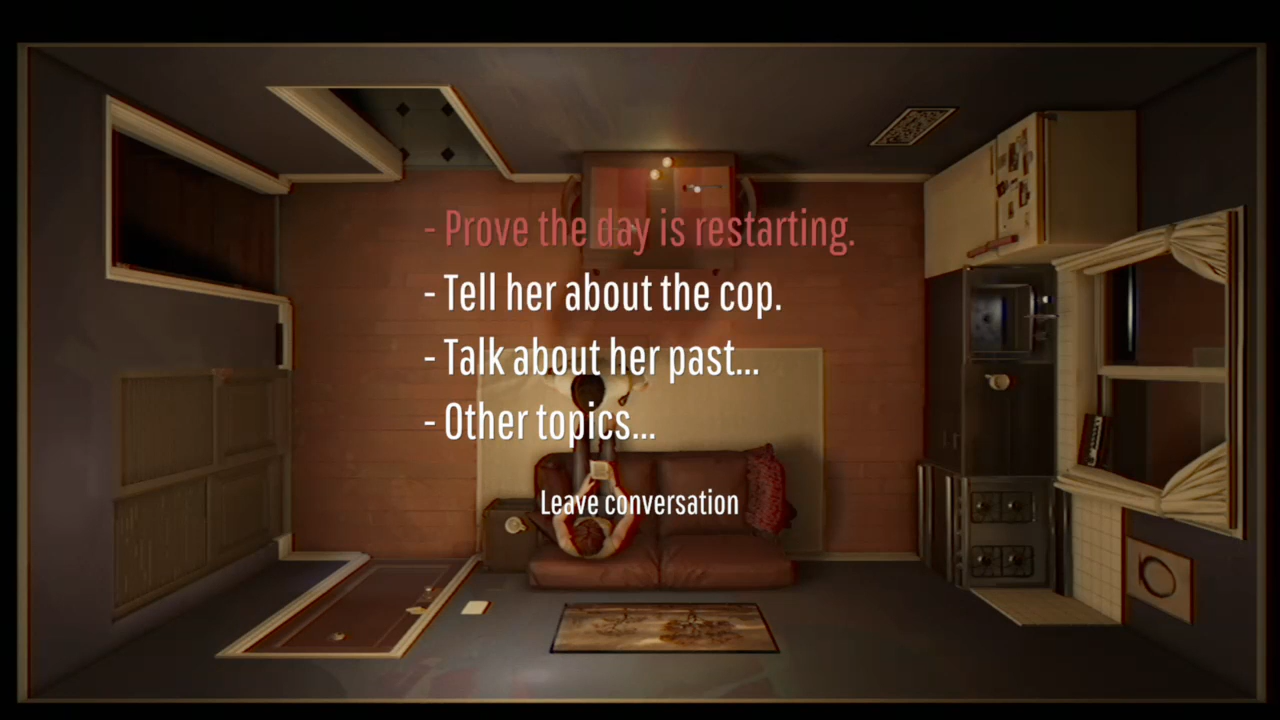 - Prove the day is restarting.
- Tell her about the cop.
- Talk about her past...
- Other topics...
Leave conversation